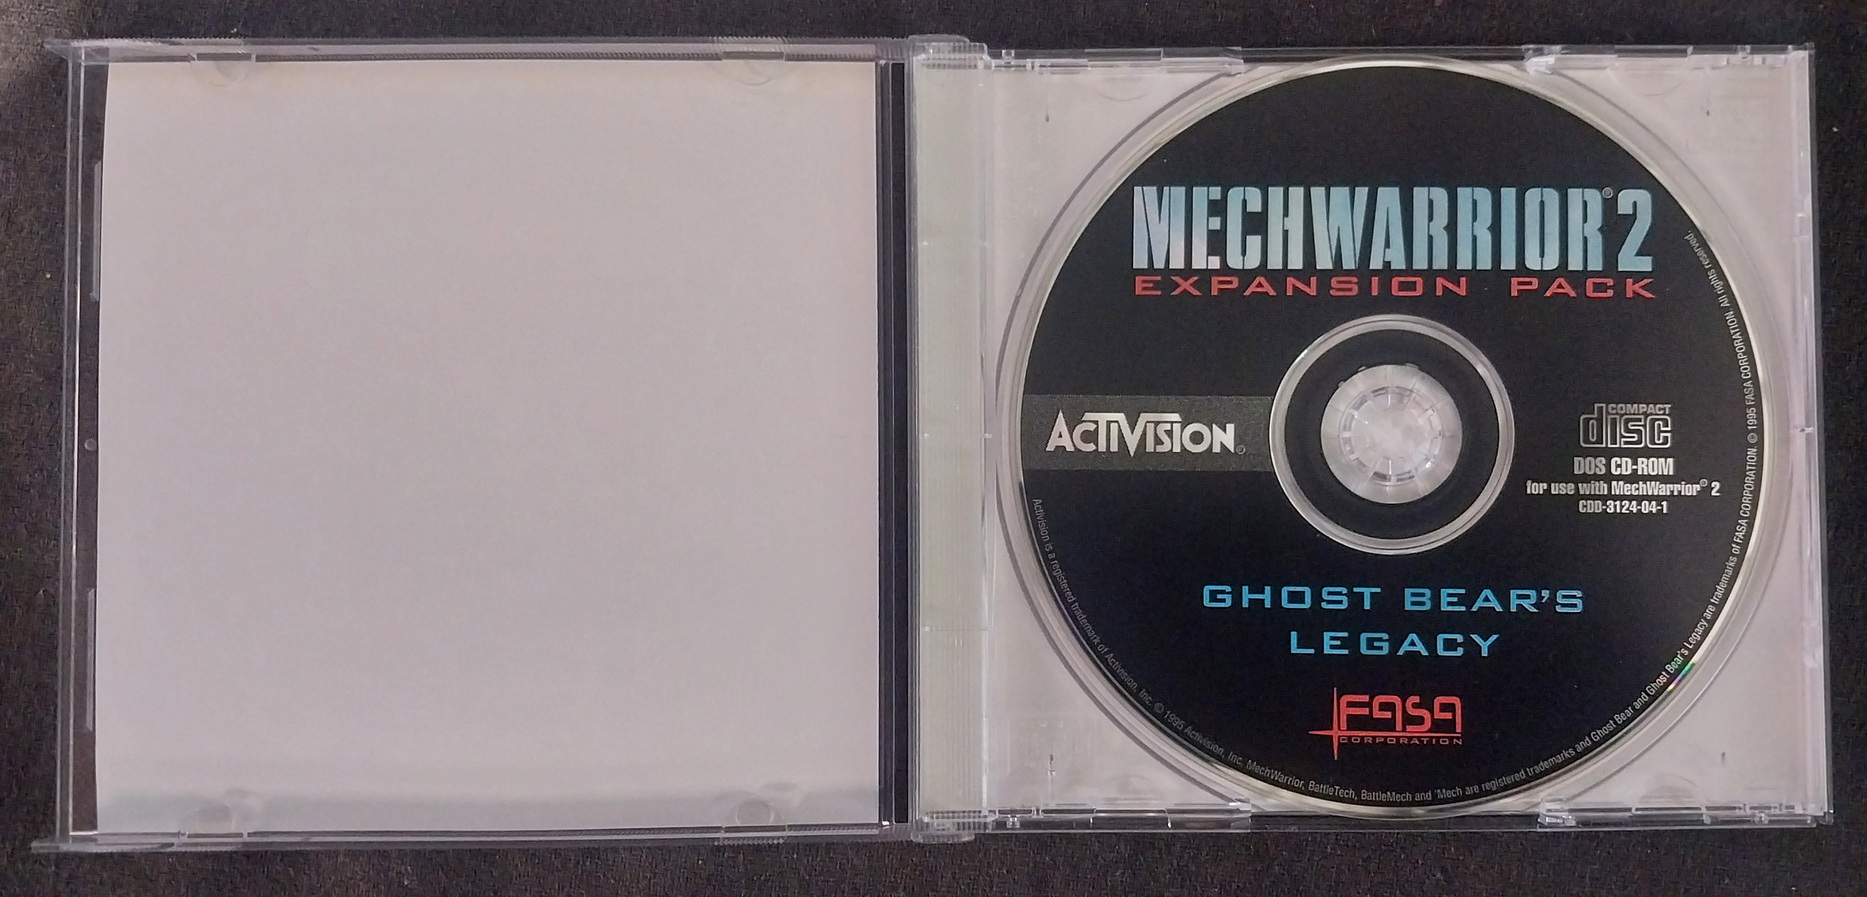 MECHWARRIOR® 2
EXPANSION PACK
ACTIVISION®
COMPACT
disc
DOS CD-ROM
for use with MechWarrior® 2
CDD-3124-04-1
GHOST BEAR'S
LEGACY
FASA
CORPORATION
Activision is a registered trademark of Activision, Inc. © 1995 Activision, Inc. MechWarrior, BattleTech, BattleMech and 'Mech are registered trademarks and Ghost Bear and Ghost Bear's Legacy are trademarks of FASA CORPORATION. © 1995 FASA CORPORATION. All rights reserved.